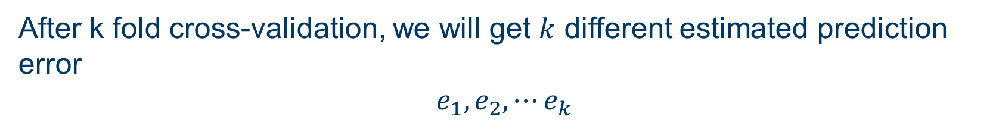 After k fold cross-validation, we will get k different estimated prediction
error
e₁, e₂, ⋯ eₖ